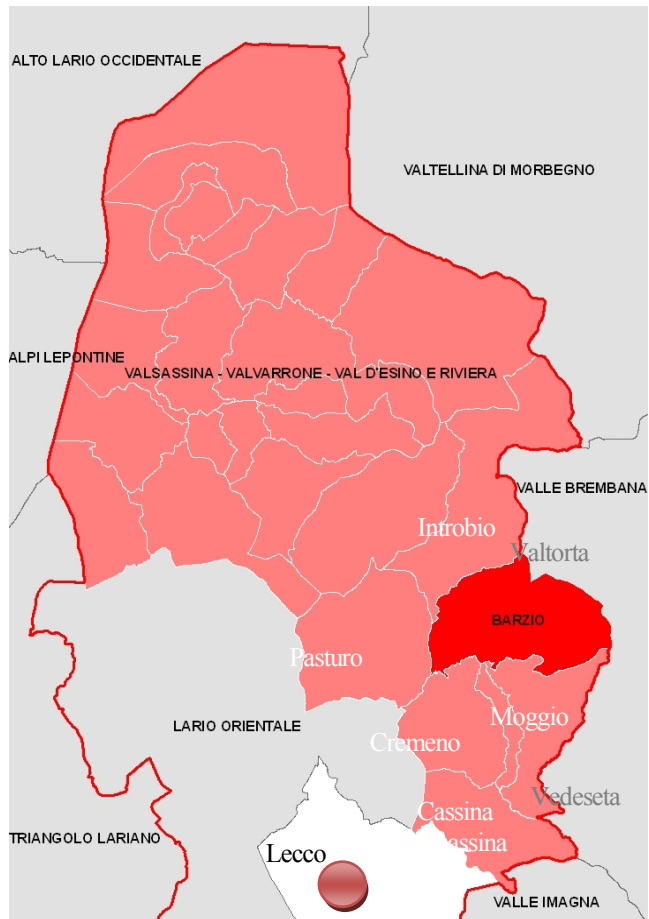 ALTO LARIO OCCIDENTALE
VALTELLINA DI MORBEGNO
ALPI LEPONTINE
VALSASSINA - VALVARRONE - VAL D'ESINO E RIVIERA
VALLE BREMBANA
Introbio
Valtorta
BARZIO
Pasturo
Moggio
LARIO ORIENTALE
Cremeno
Vedeseta
Cassina
assina
TRIANGOLO LARIANO
Lecco
VALLE IMAGNA